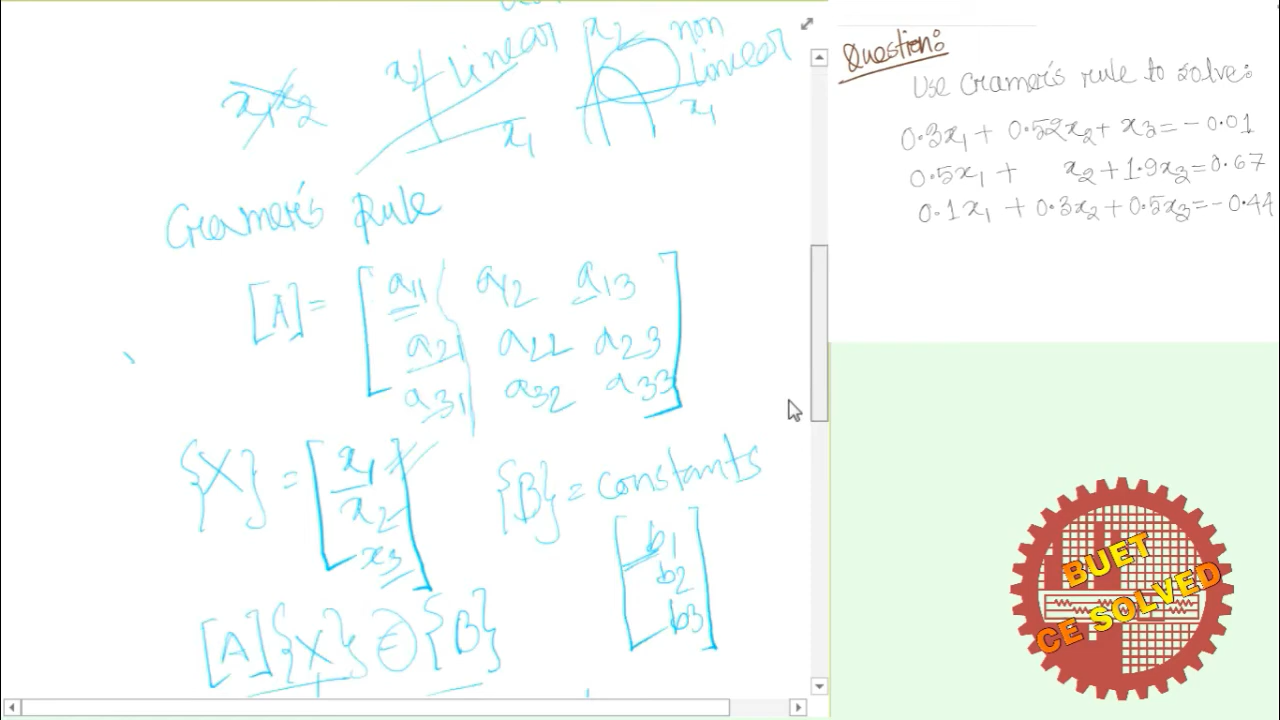 x2 Linear
x2 non linear
x1 x2
x1
x1
Cramer's Rule
[A] = [a11 a12 a13
a21 a22 a23
a31 a32 a33]
{X} = [x1
x2
x3]
{B} = constants
[b1
b2
b3]
[A]{X} = {B}
Question:
Use Cramer's rule to solve:
0.3x1 + 0.52x2 + x3 = -0.01
0.5x1 + x2 + 1.9x3 = 0.67
0.1x1 + 0.3x2 + 0.5x3 = -0.44
BUET
SOLVED
CE